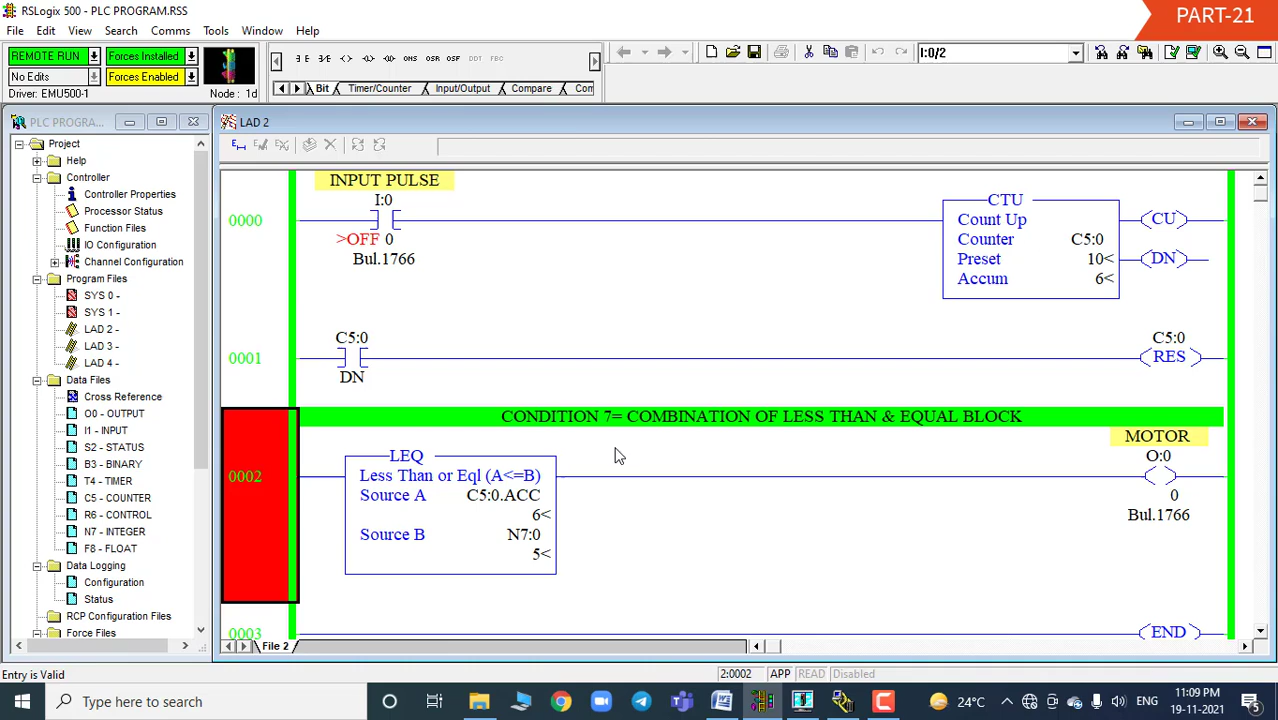 RSLogix 500 - PLC PROGRAM.RSS
PART-21
File Edit View Search Comms Tools Window Help
REMOTE RUN Forces Installed
No Edits Forces Enabled
Driver: EMU500-1 Node : 1d
ONS OSR OSF DDT FBC
Bit Timer/Counter Input/Output Compare Com
I:0/2
PLC PROGRA...
Project
Help
Controller
Controller Properties
Processor Status
Function Files
IO Configuration
Channel Configuration
Program Files
SYS 0 -
SYS 1 -
LAD 2 -
LAD 3 -
LAD 4 -
Data Files
Cross Reference
O0 - OUTPUT
I1 - INPUT
S2 - STATUS
B3 - BINARY
T4 - TIMER
C5 - COUNTER
R6 - CONTROL
N7 - INTEGER
F8 - FLOAT
Data Logging
Configuration
Status
RCP Configuration Files
Force Files
LAD 2
INPUT PULSE
I:0
0000
>OFF 0
Bul.1766
CTU
Count Up
Counter C5:0
Preset 10<
Accum 6<
CU
DN
C5:0
0001
DN
C5:0
RES
CONDITION 7= COMBINATION OF LESS THAN & EQUAL BLOCK
0002
LEQ
Less Than or Eql (A<=B)
Source A C5:0.ACC
6<
Source B N7:0
5<
MOTOR
O:0
0
Bul.1766
0003
END
File 2
Entry is Valid
2:0002 APP READ Disabled
Type here to search
24°C
ENG
11:09 PM
19-11-2021
5